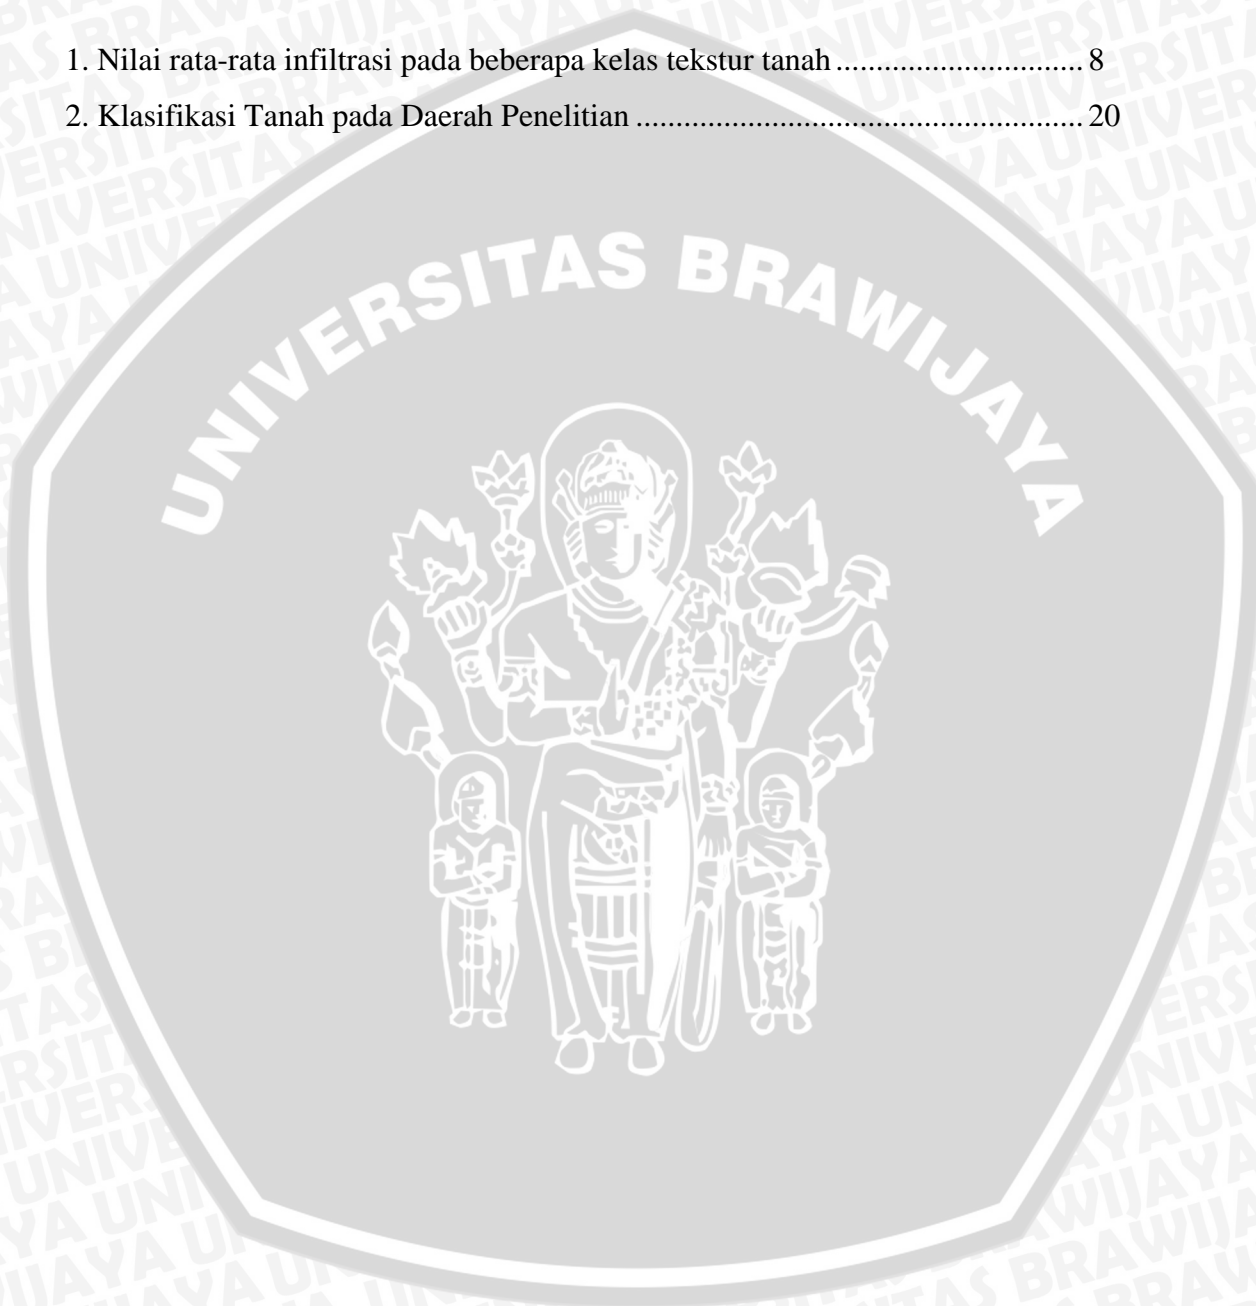 1. Nilai rata-rata infiltrasi pada beberapa kelas tekstur tanah ............................... 8
2. Klasifikasi Tanah pada Daerah Penelitian ........................................................ 20
UNIVERSITAS BRAWIJAYA